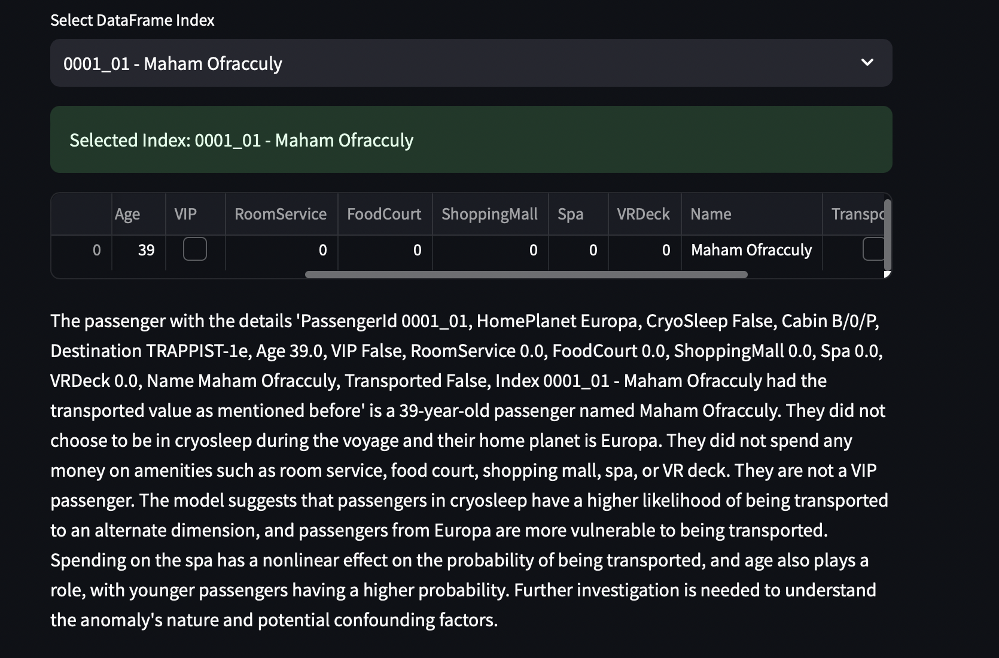 Select DataFrame Index
0001_01 - Maham Ofracculy
Selected Index: 0001_01 - Maham Ofracculy
Age VIP RoomService FoodCourt ShoppingMall Spa VRDeck Name Transpo
0 39 0 0 0 0 0 Maham Ofracculy
The passenger with the details 'PassengerId 0001_01, HomePlanet Europa, CryoSleep False, Cabin B/0/P,
Destination TRAPPIST-1e, Age 39.0, VIP False, RoomService 0.0, FoodCourt 0.0, ShoppingMall 0.0, Spa 0.0,
VRDeck 0.0, Name Maham Ofracculy, Transported False, Index 0001_01 - Maham Ofracculy had the
transported value as mentioned before' is a 39-year-old passenger named Maham Ofracculy. They did not
choose to be in cryosleep during the voyage and their home planet is Europa. They did not spend any
money on amenities such as room service, food court, shopping mall, spa, or VR deck. They are not a VIP
passenger. The model suggests that passengers in cryosleep have a higher likelihood of being transported
to an alternate dimension, and passengers from Europa are more vulnerable to being transported.
Spending on the spa has a nonlinear effect on the probability of being transported, and age also plays a
role, with younger passengers having a higher probability. Further investigation is needed to understand
the anomaly's nature and potential confounding factors.